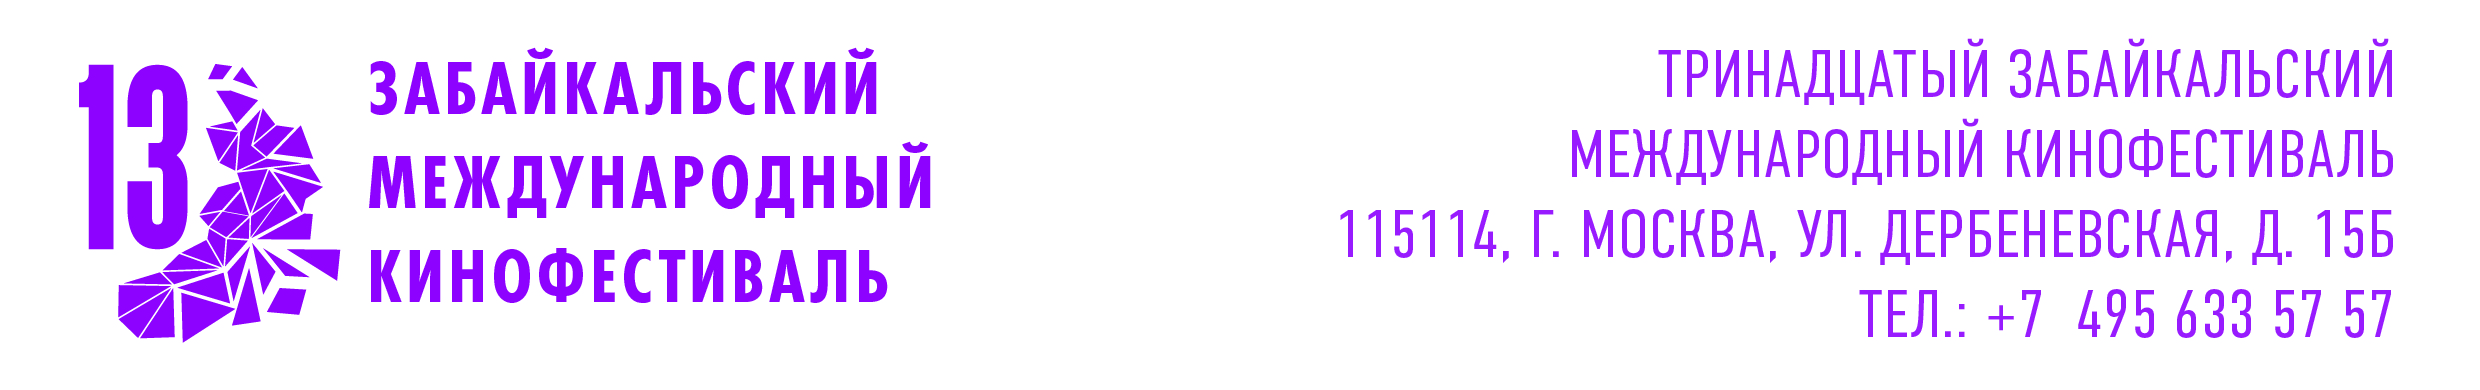 13
ЗАБАЙКАЛЬСКИЙ
МЕЖДУНАРОДНЫЙ
КИНОФЕСТИВАЛЬ
ТРИНАДЦАТЫЙ ЗАБАЙКАЛЬСКИЙ
МЕЖДУНАРОДНЫЙ КИНОФЕСТИВАЛЬ
115114, Г. МОСКВА, УЛ. ДЕРБЕНЕВСКАЯ, Д. 15Б
ТЕЛ.: +7 495 633 57 57